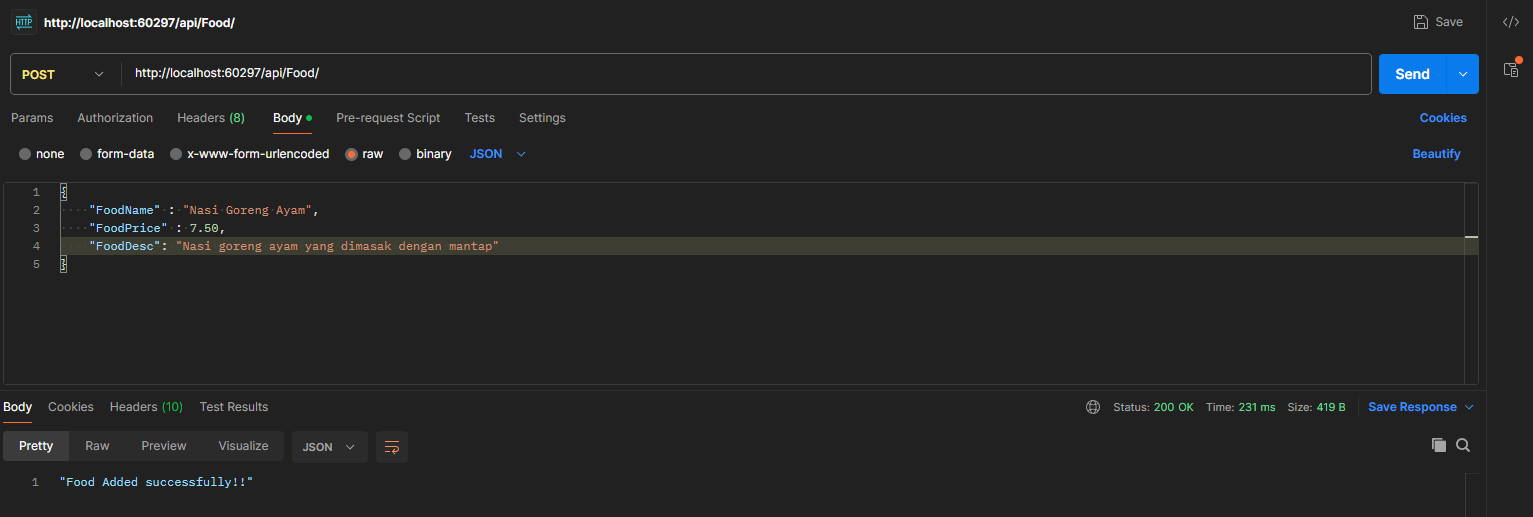 HTTP http://localhost:60297/api/Food/ Save </>
POST http://localhost:60297/api/Food/ Send
Params Authorization Headers (8) Body Pre-request Script Tests Settings Cookies
none form-data x-www-form-urlencoded raw binary JSON Beautify
1 {
2 "FoodName" : "Nasi Goreng Ayam",
3 "FoodPrice" : 7.50,
4 "FoodDesc": "Nasi goreng ayam yang dimasak dengan mantap"
5 }
Body Cookies Headers (10) Test Results Status: 200 OK Time: 231 ms Size: 419 B Save Response
Pretty Raw Preview Visualize JSON
1 "Food Added successfully!!"